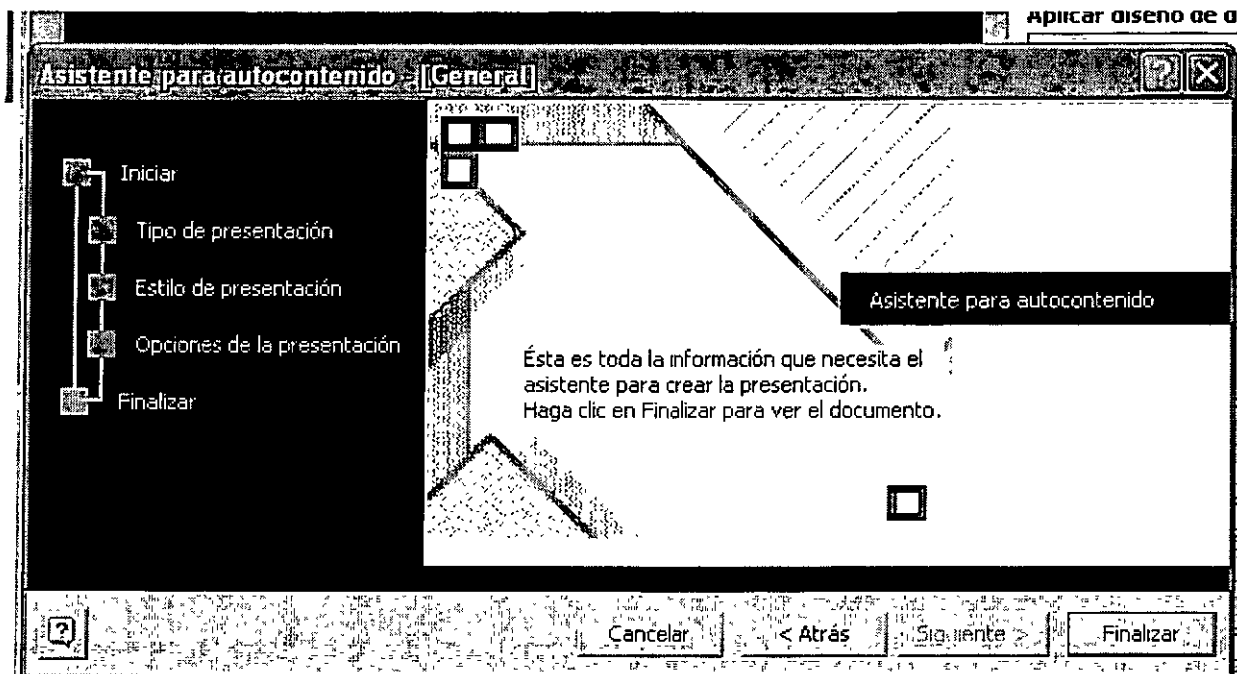 Aplicar diseño de d
Asistente para autocontenido - [General]
Iniciar
Tipo de presentación
Estilo de presentación
Opciones de la presentación
Finalizar
Asistente para autocontenido
Ésta es toda la información que necesita el
asistente para crear la presentación.
Haga clic en Finalizar para ver el documento.
Cancelar
< Atrás
Siguiente >
Finalizar